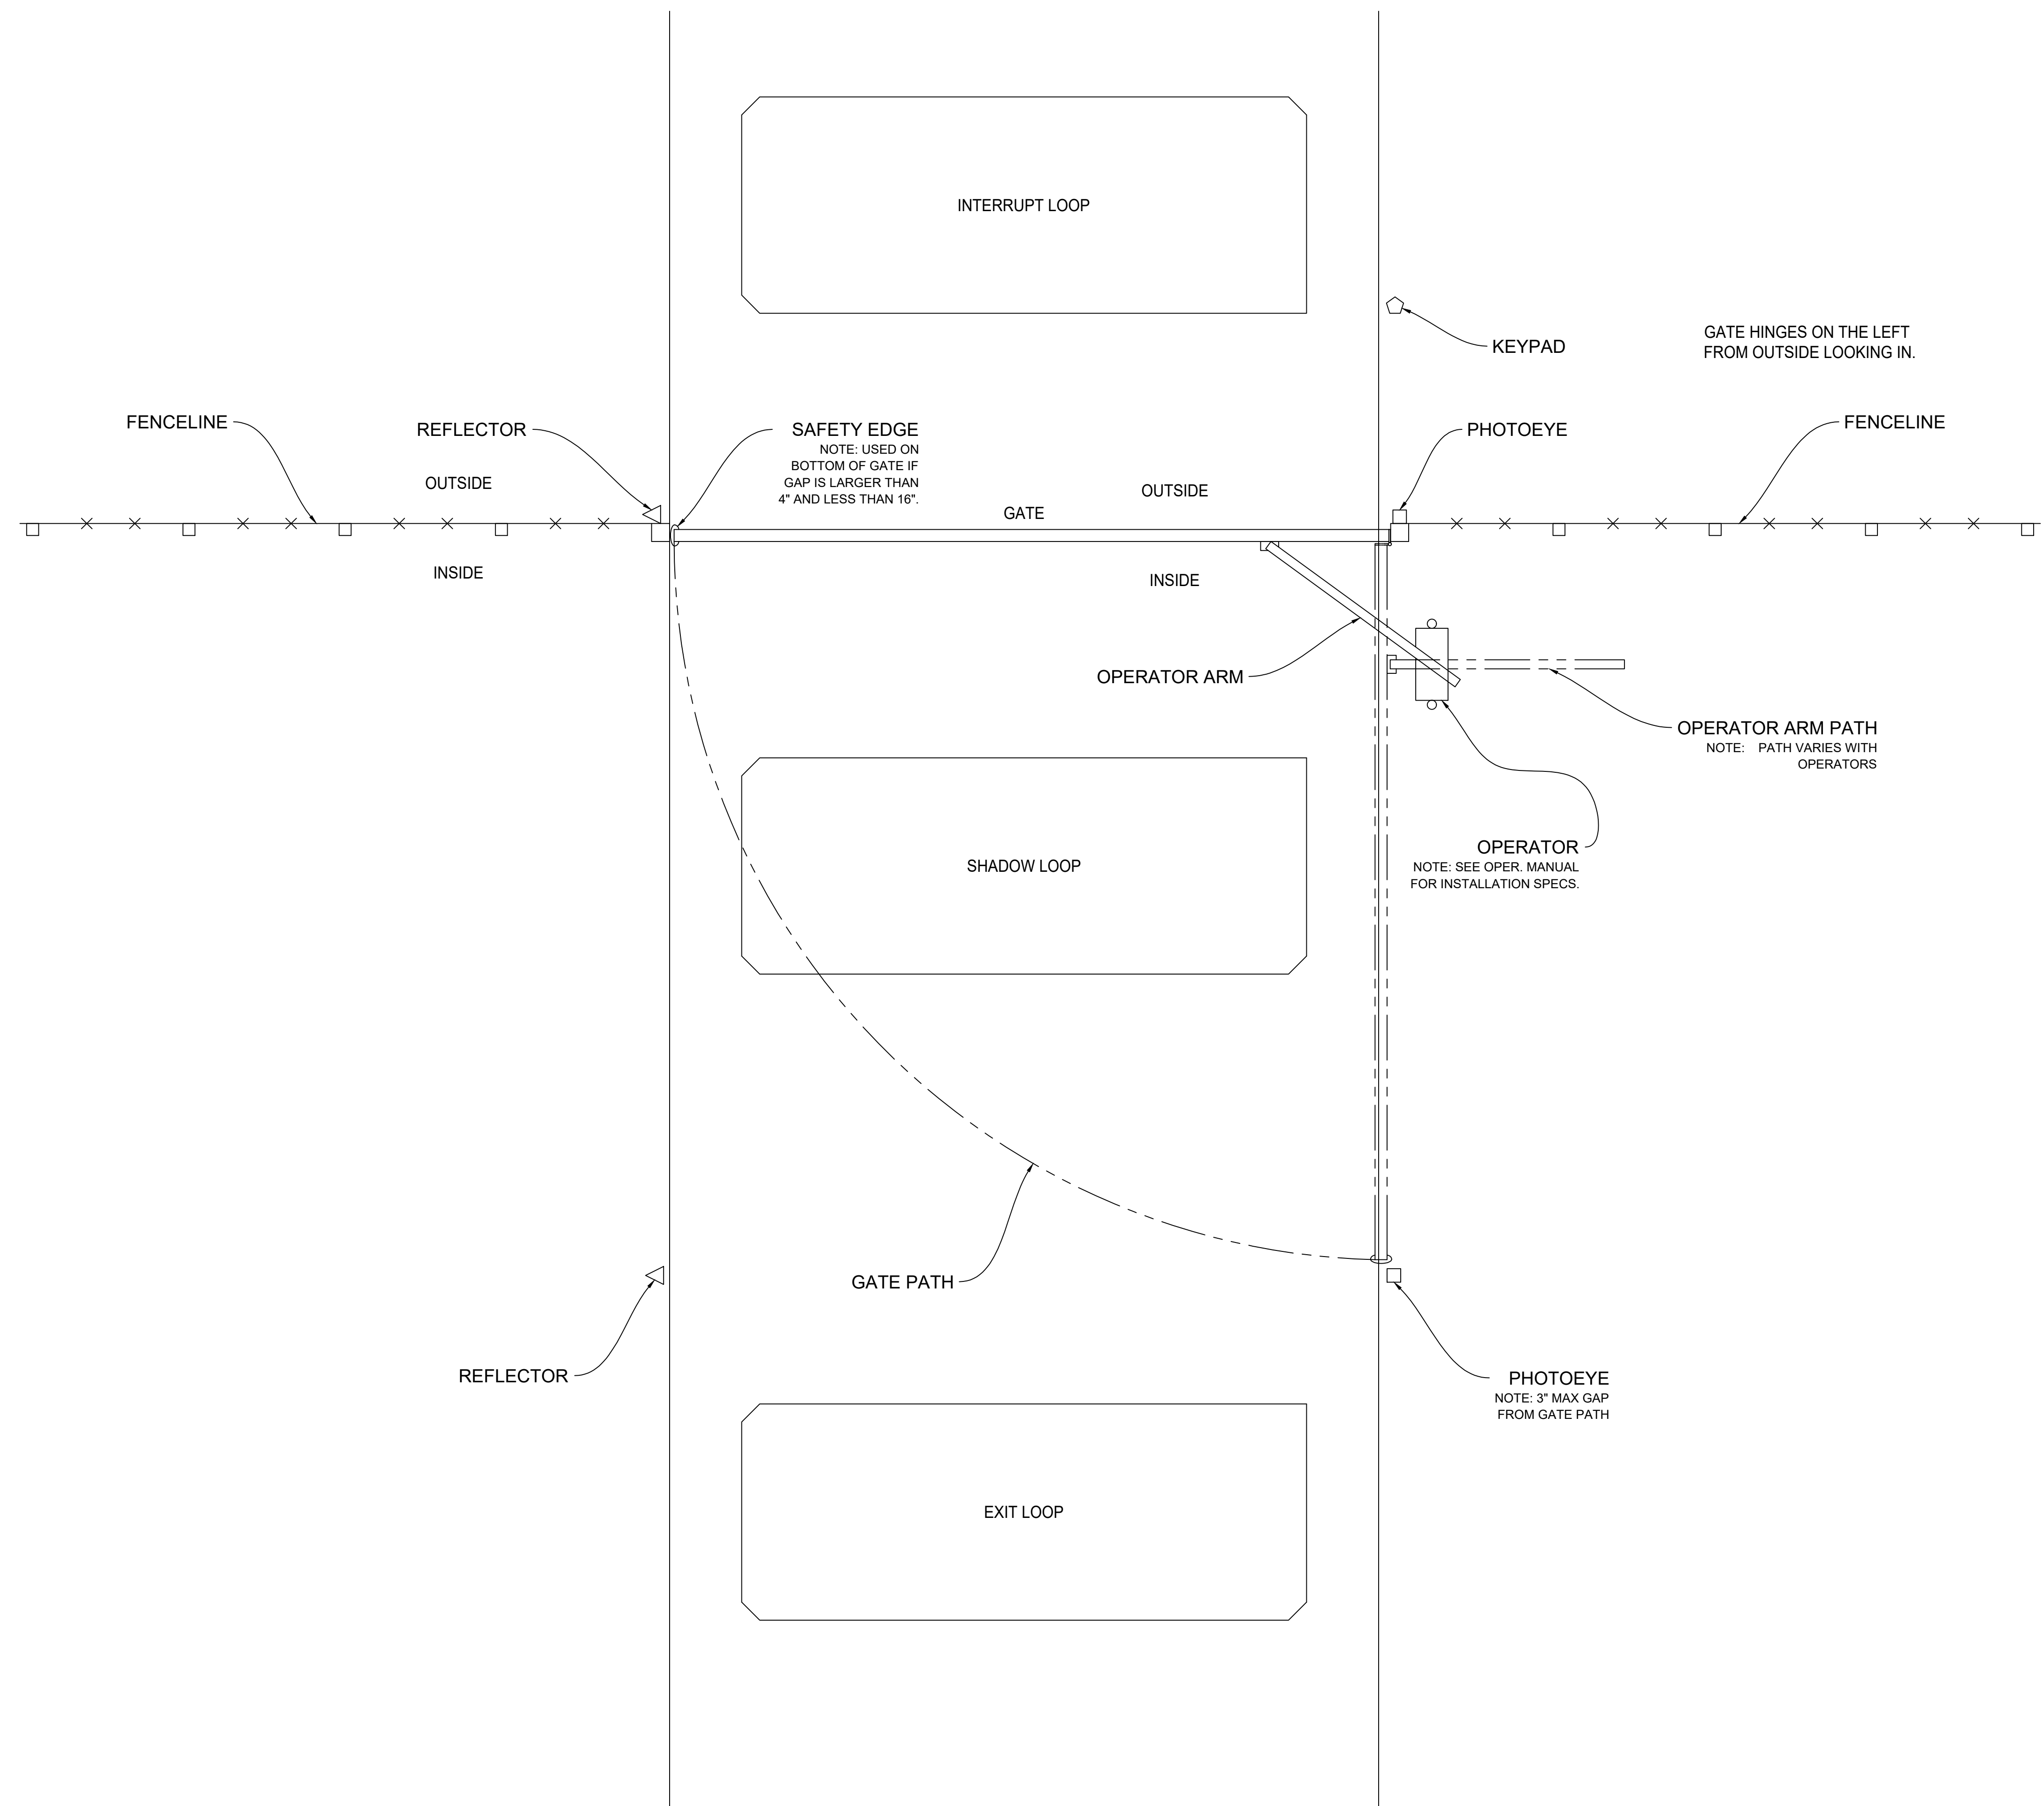 INTERRUPT LOOP
KEYPAD
GATE HINGES ON THE LEFT
FROM OUTSIDE LOOKING IN.
FENCELINE
REFLECTOR
SAFETY EDGE
NOTE: USED ON
BOTTOM OF GATE IF
GAP IS LARGER THAN
4" AND LESS THAN 16".
PHOTOEYE
FENCELINE
OUTSIDE
OUTSIDE
GATE
INSIDE
INSIDE
OPERATOR ARM
OPERATOR ARM PATH
NOTE: PATH VARIES WITH
OPERATORS
OPERATOR
NOTE: SEE OPER. MANUAL
FOR INSTALLATION SPECS.
SHADOW LOOP
GATE PATH
REFLECTOR
PHOTOEYE
NOTE: 3" MAX GAP
FROM GATE PATH
EXIT LOOP